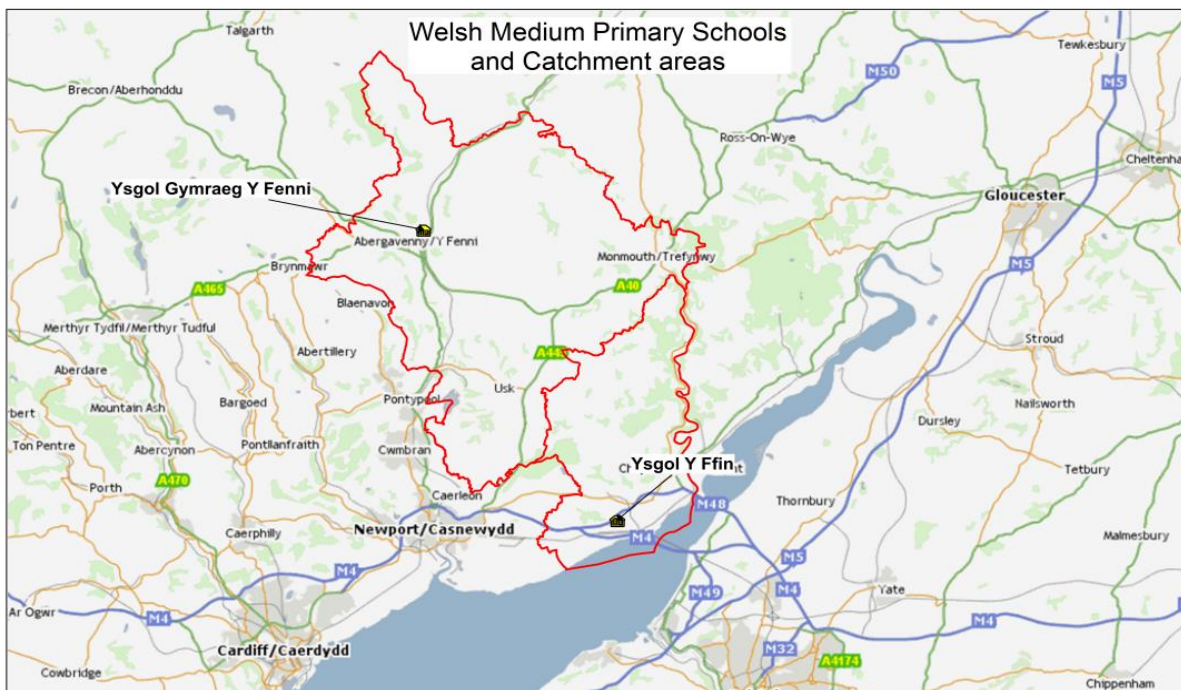 Welsh Medium Primary Schools
and Catchment areas
Talgarth
Tewkesbury
M50
M5
Brecon/Aberhonddu
Ross-On-Wye
Cheltenha
Ysgol Gymraeg Y Fenni
Gloucester
Abergavenny/Y Fenni
Monmouth/Trefynwy
Brynmawr
M5
A465
A40
Blaenavon
Merthyr Tydfil/Merthyr Tudful
Stroud
Abertillery
A44
Aberdare
Usk
Nailsworth
Bargoed
Pontypool
Mountain Ash
Dursley
Ton Pentre
Pontllanfraith
Cwmbran
Abercynon
Ysgol Y Ffin
Tetbury
A470
Porth
Caerleon
Thornbury
M48
Newport/Casnewydd
Caerphilly
M4
Malmesbury
M5
M4
M4
M49
Yate
Ar Ogwr
M4
M4
Cardiff/Caerdydd
M32
A4174
Cowbridge
Chippenham